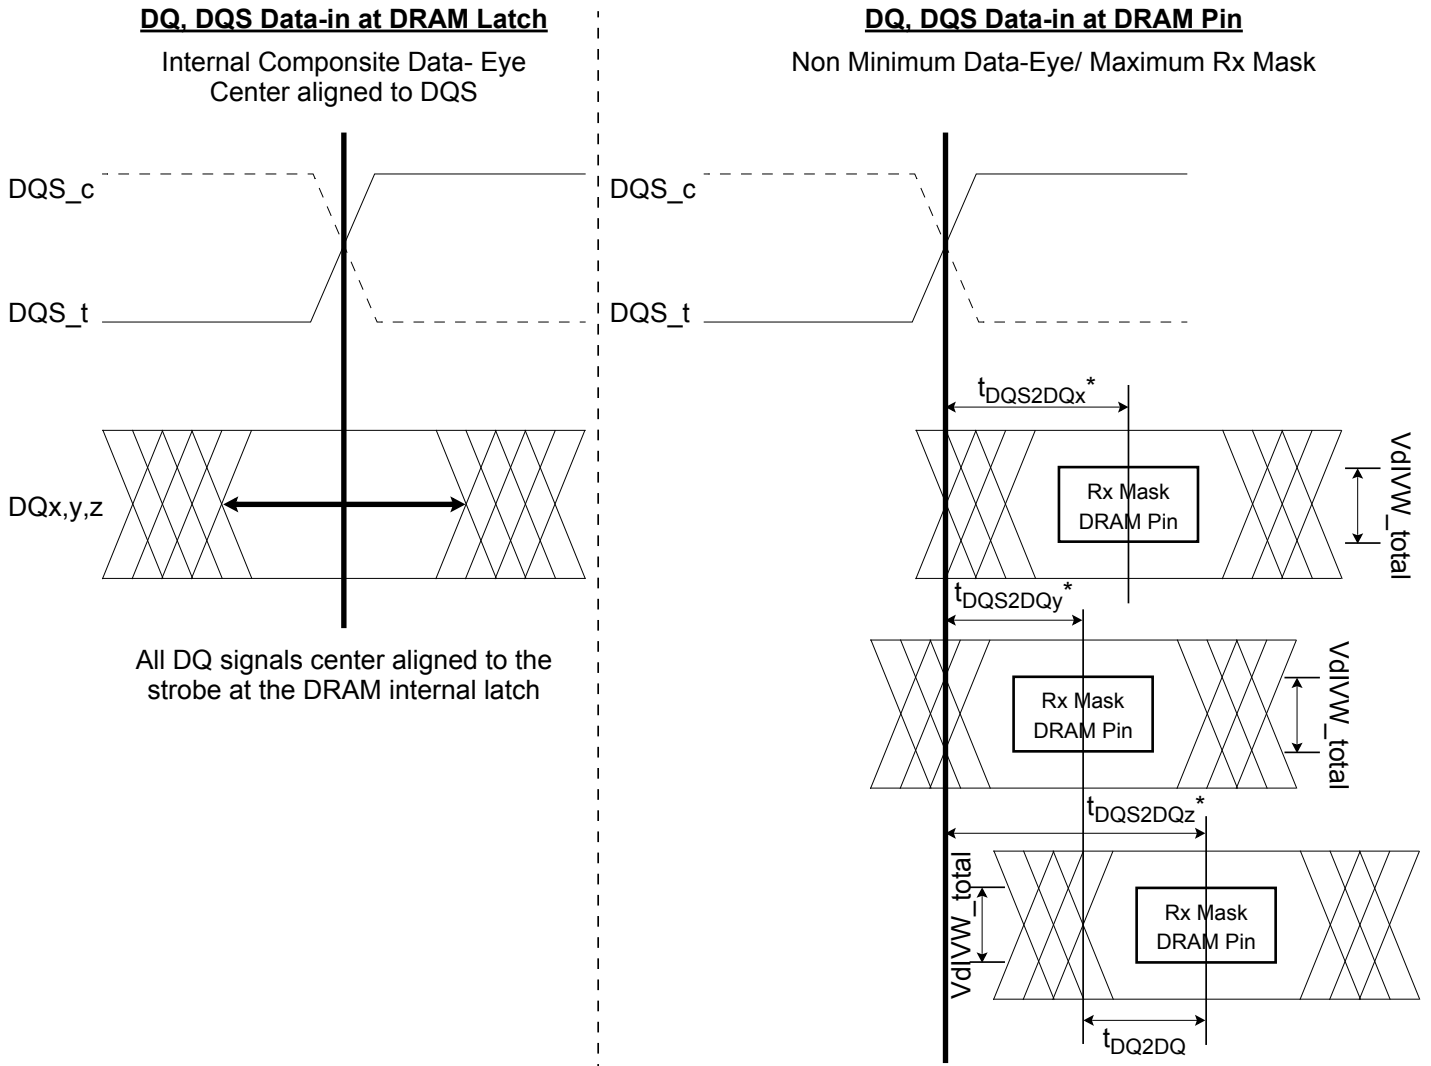 DQ, DQS Data-in at DRAM Latch
Internal Componsite Data- Eye
Center aligned to DQS
DQS_c
DQS_t
DQx,y,z
All DQ signals center aligned to the
strobe at the DRAM internal latch
DQ, DQS Data-in at DRAM Pin
Non Minimum Data-Eye/ Maximum Rx Mask
DQS_c
DQS_t
tDQS2DQx*
Rx Mask
DRAM Pin
VdIVW_total
tDQS2DQy*
Rx Mask
DRAM Pin
VdIVW_total
tDQS2DQz*
VdIVW_total
Rx Mask
DRAM Pin
tDQ2DQ